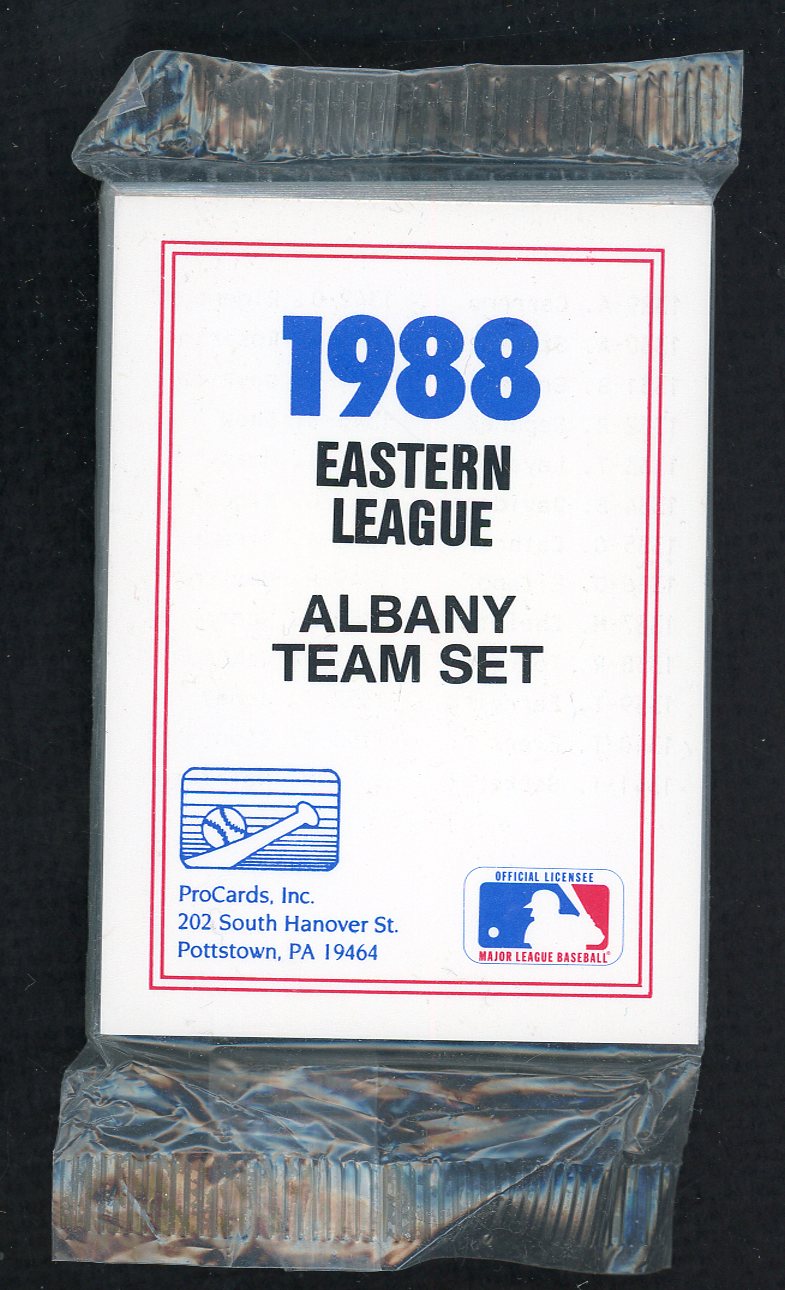 1988
EASTERN
LEAGUE
ALBANY
TEAM SET
ProCards, Inc.
202 South Hanover St.
Pottstown, PA 19464
OFFICIAL LICENSEE
MAJOR LEAGUE BASEBALL®